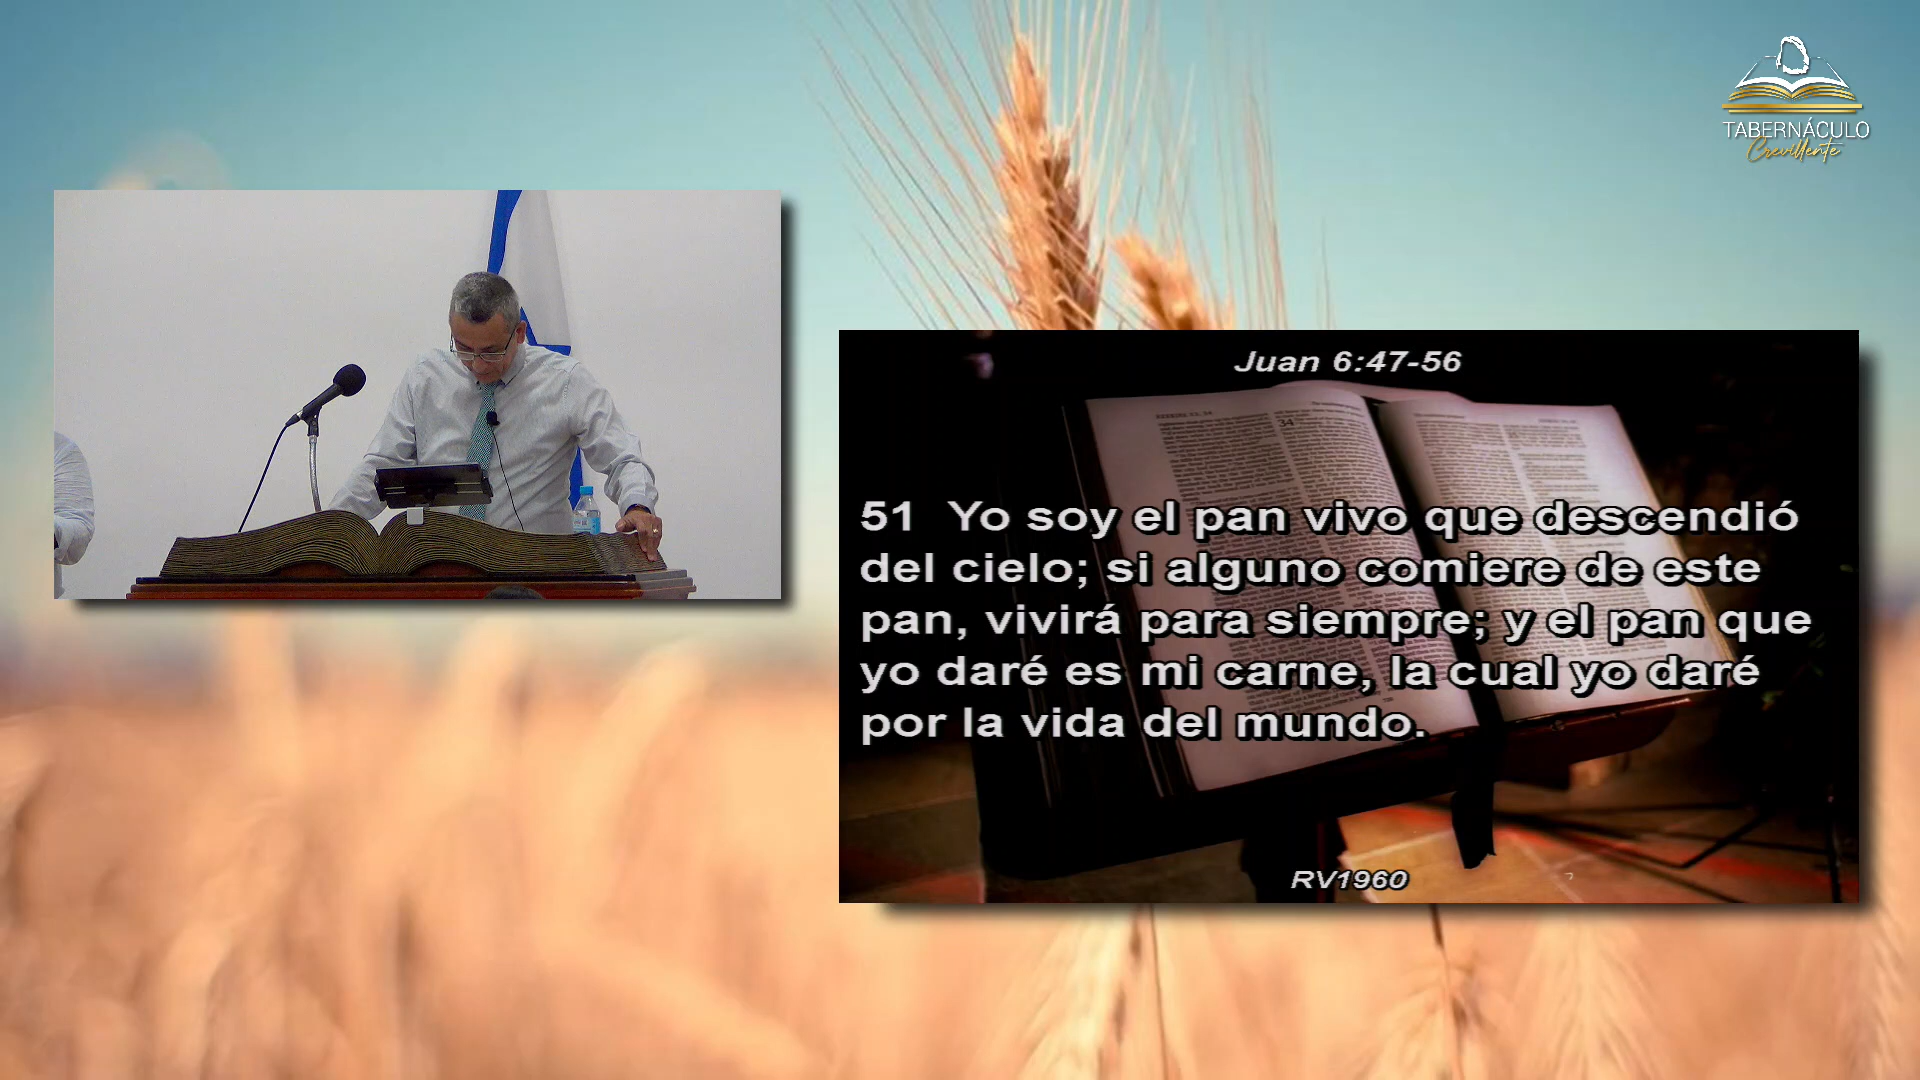 TABERNÁCULO
Crevillente
Juan 6:47-56
34
51 Yo soy el pan vivo que descendió
del cielo; si alguno comiere de este
pan, vivirá para siempre; y el pan que
yo daré es mi carne, la cual yo daré
por la vida del mundo.
RV1960